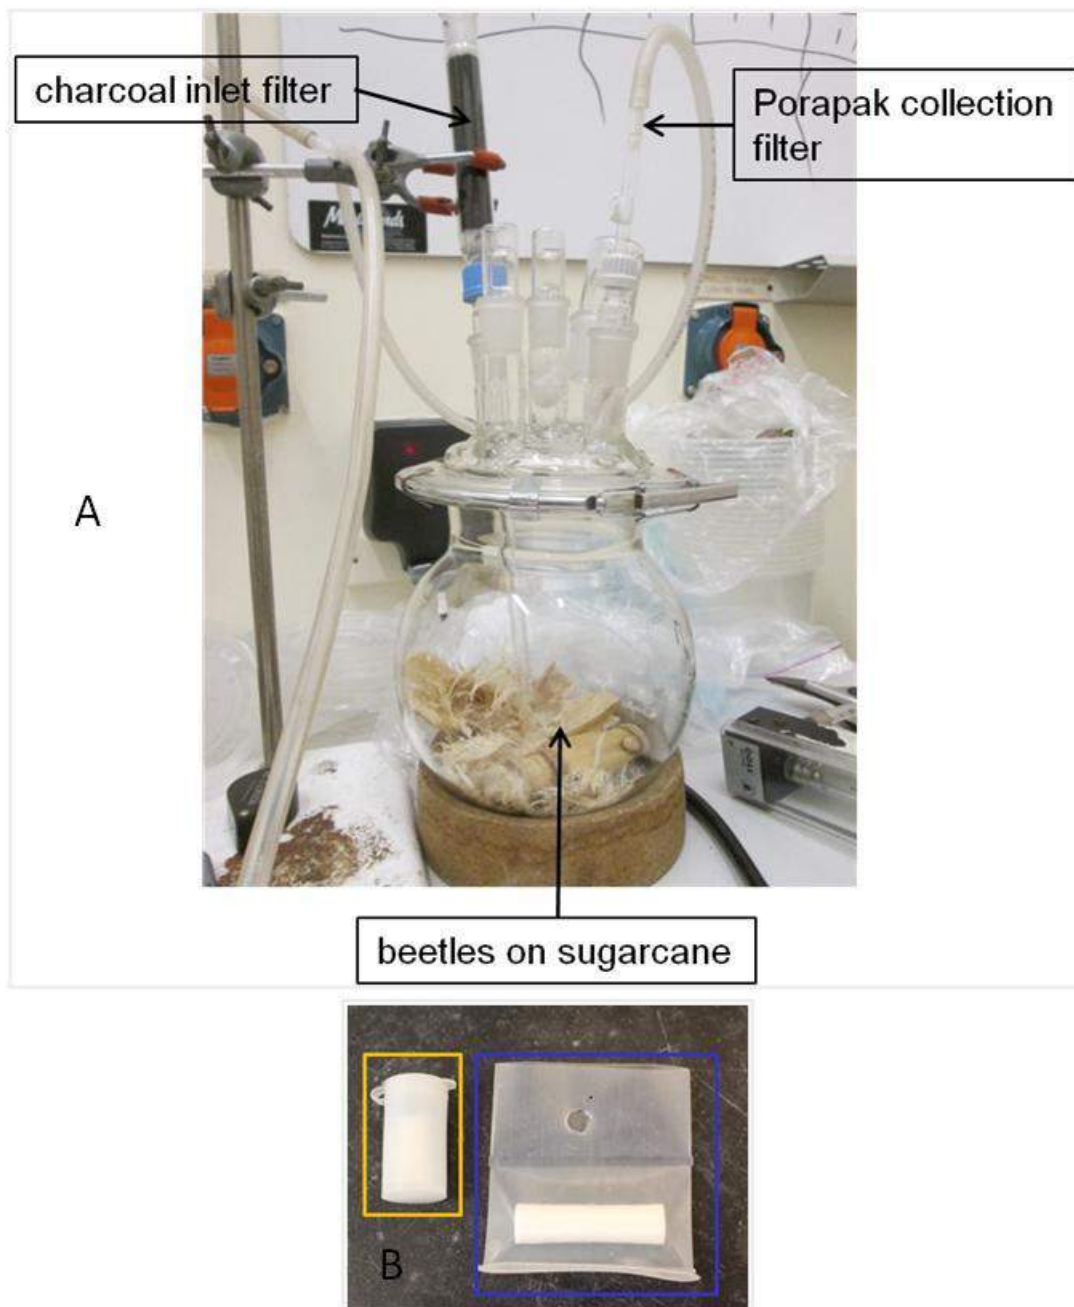 charcoal inlet filter
Porapak collection
filter
A
beetles on sugarcane
B